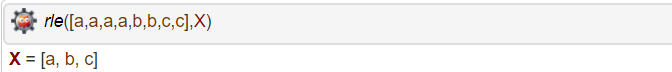 rle([a,a,a,a,b,b,c,c],X)
X = [a, b, c]